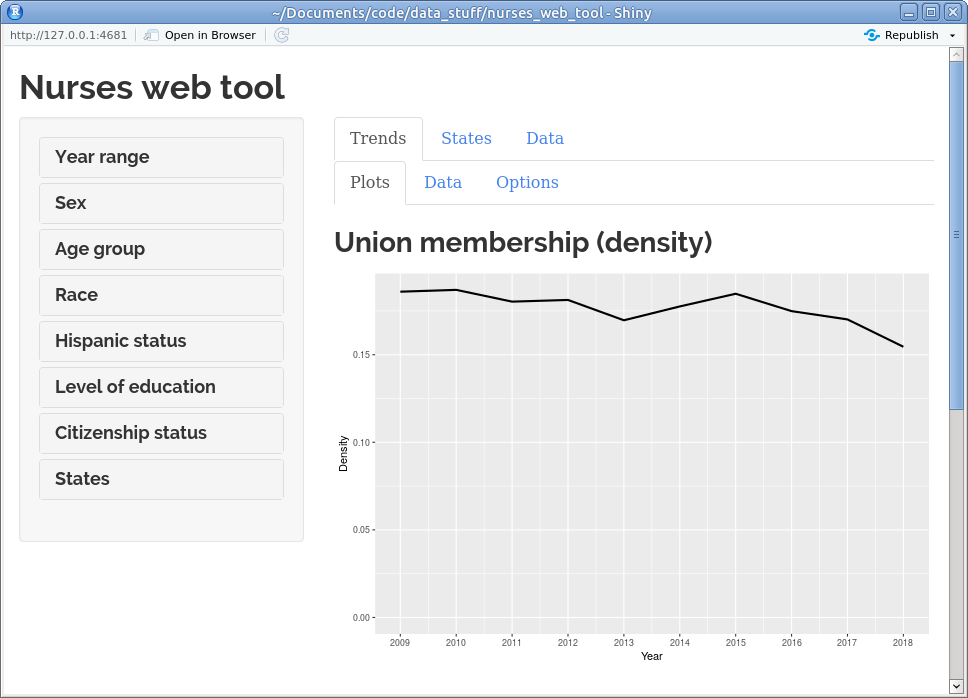 ~/Documents/code/data_stuff/nurses_web_tool - Shiny
http://127.0.0.1:4681 Open in Browser Republish
Nurses web tool
Year range
Sex
Age group
Race
Hispanic status
Level of education
Citizenship status
States
Trends States Data
Plots Data Options
Union membership (density)
0.15
0.10
0.05
0.00
Density
2009 2010 2011 2012 2013 2014 2015 2016 2017 2018
Year